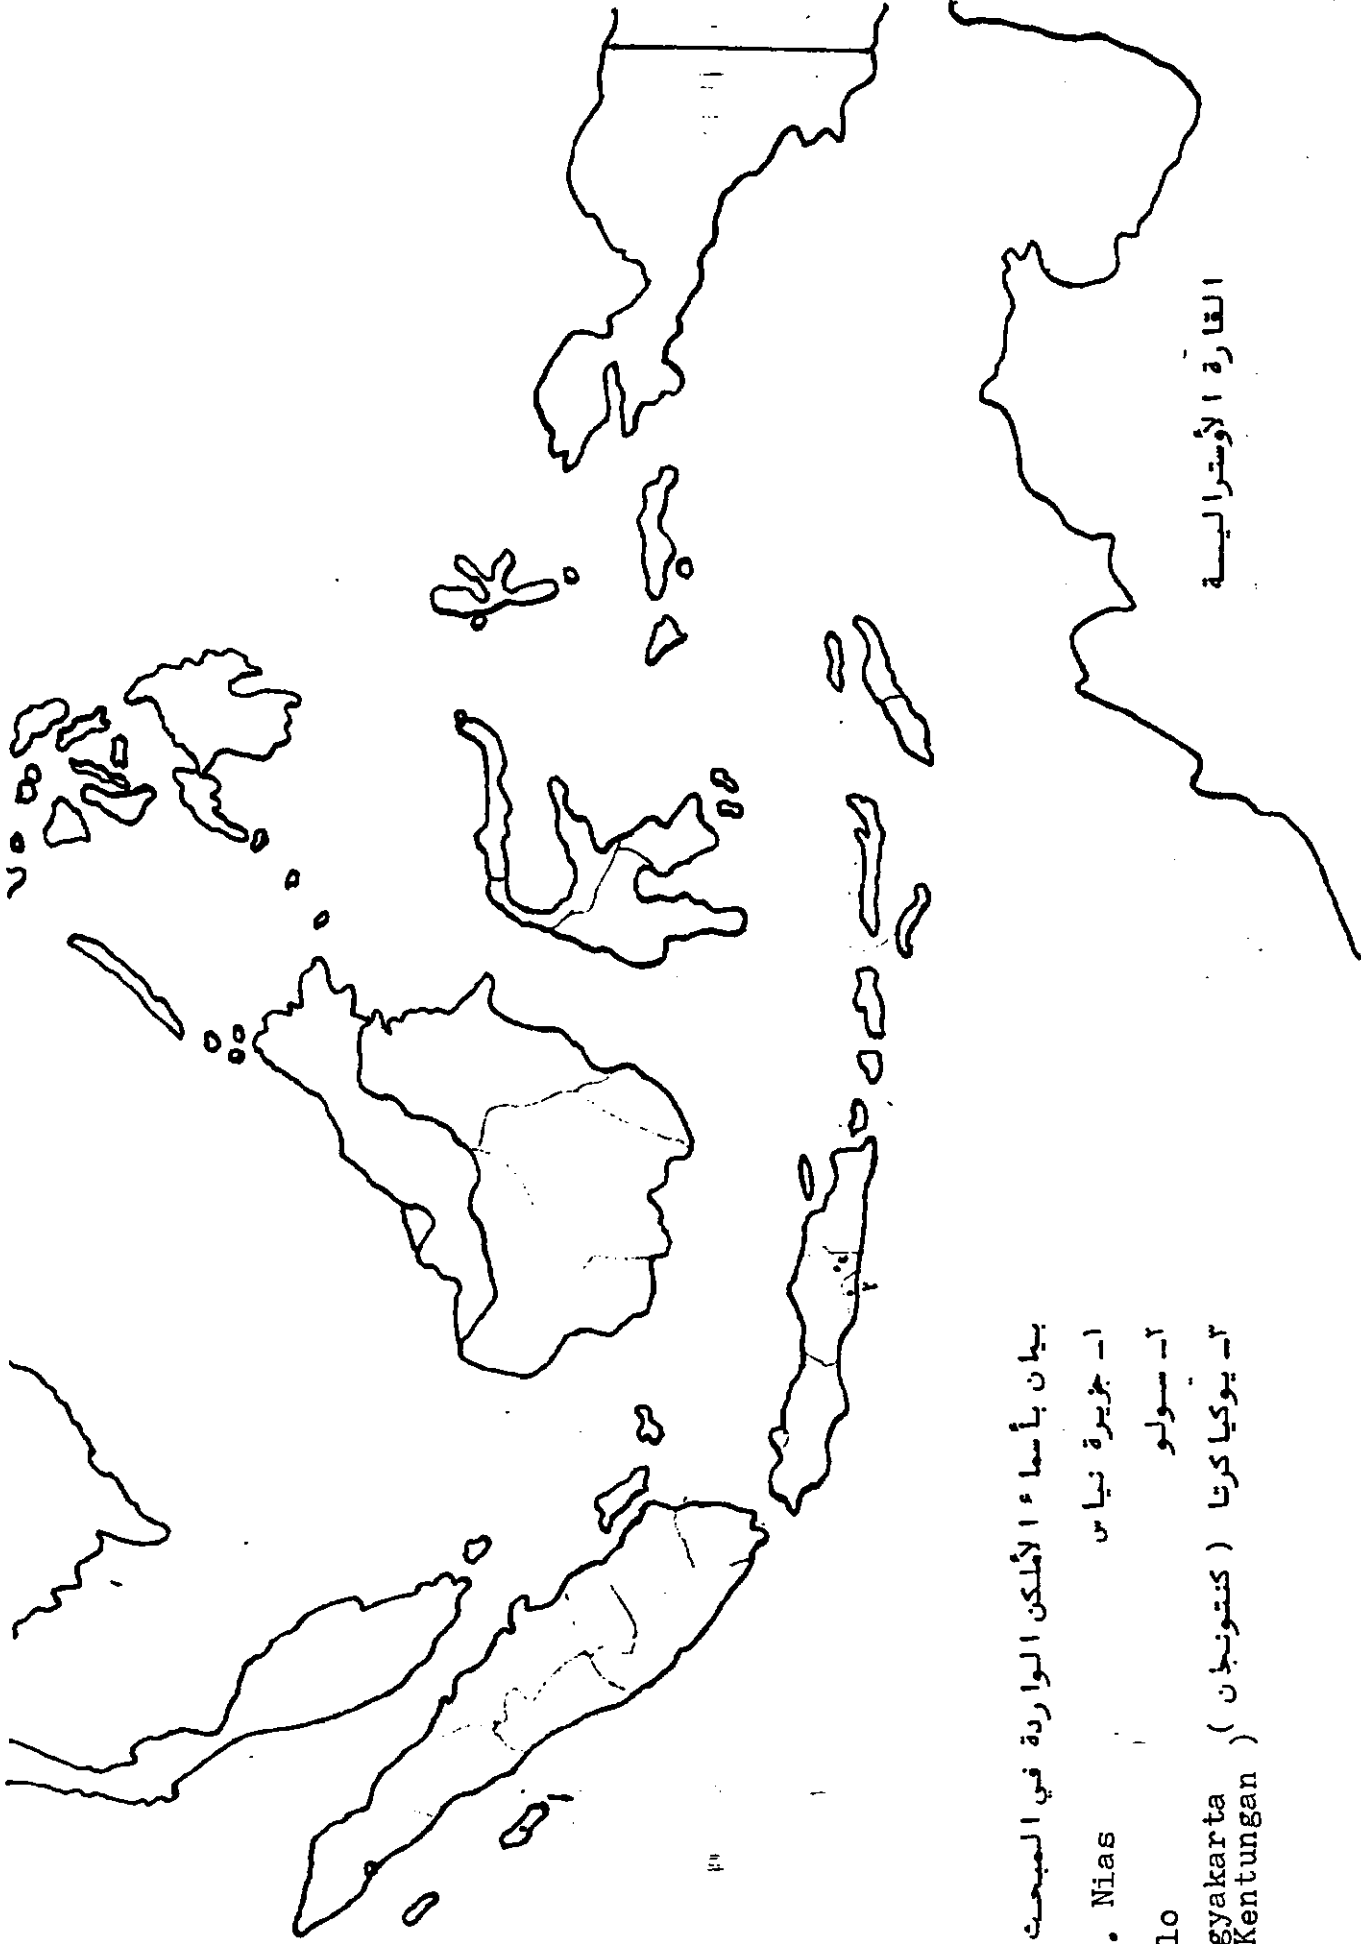 القارة الأوسترالية
بيان بأسماء الأماكن الواردة في المبحث
١ـ جزيرة نياس . Nias
٢ـ سولو lo
٣ـ يوكياكرتا ( كنتونجان ) gyakarta
Kentungan )